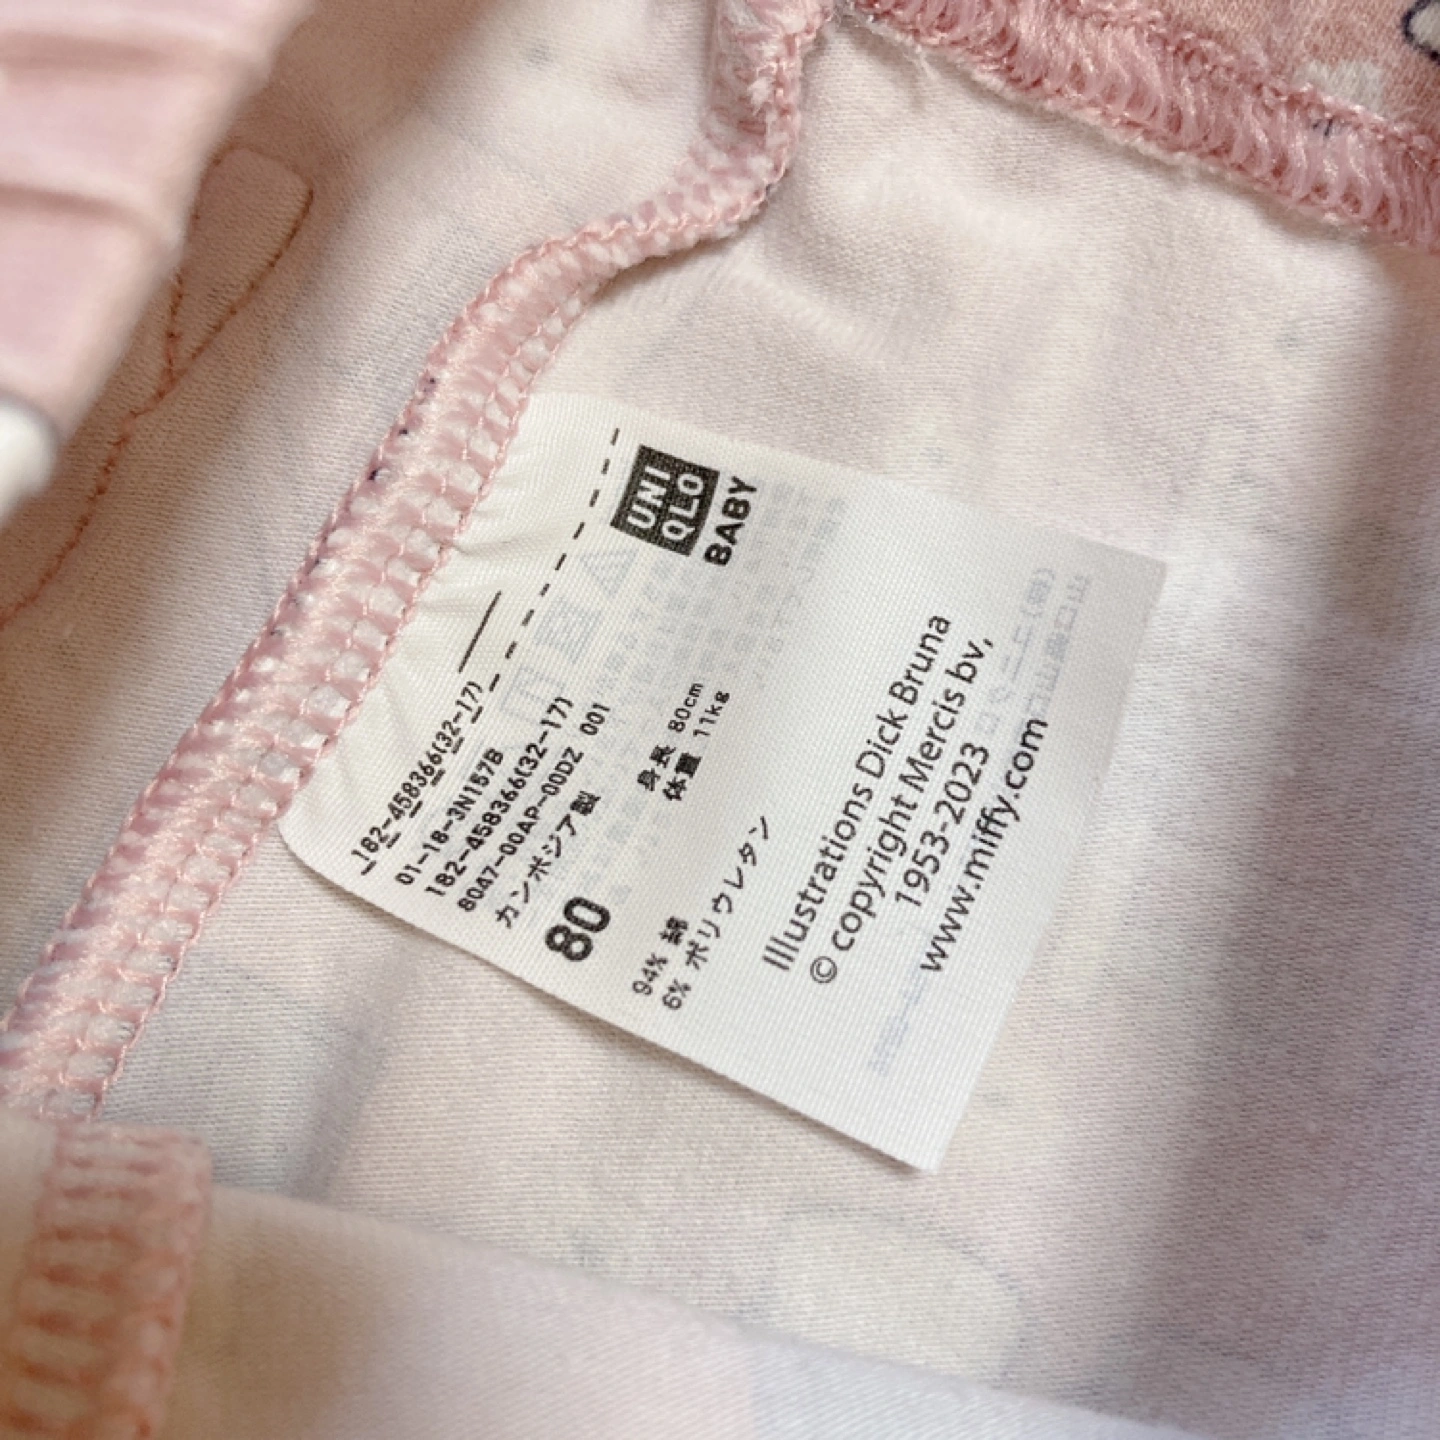 UNI
QLO
BABY
182-458366(32-17)
01-18-3N157B
182-458366(32-17)
8047-00AP-00DZ 001
カンボジア製
80
身長 80cm
体重 11kg
94% 綿
6% ポリウレタン
Illustrations Dick Bruna
© copyright Mercis bv,
1953-2023
www.miffy.com